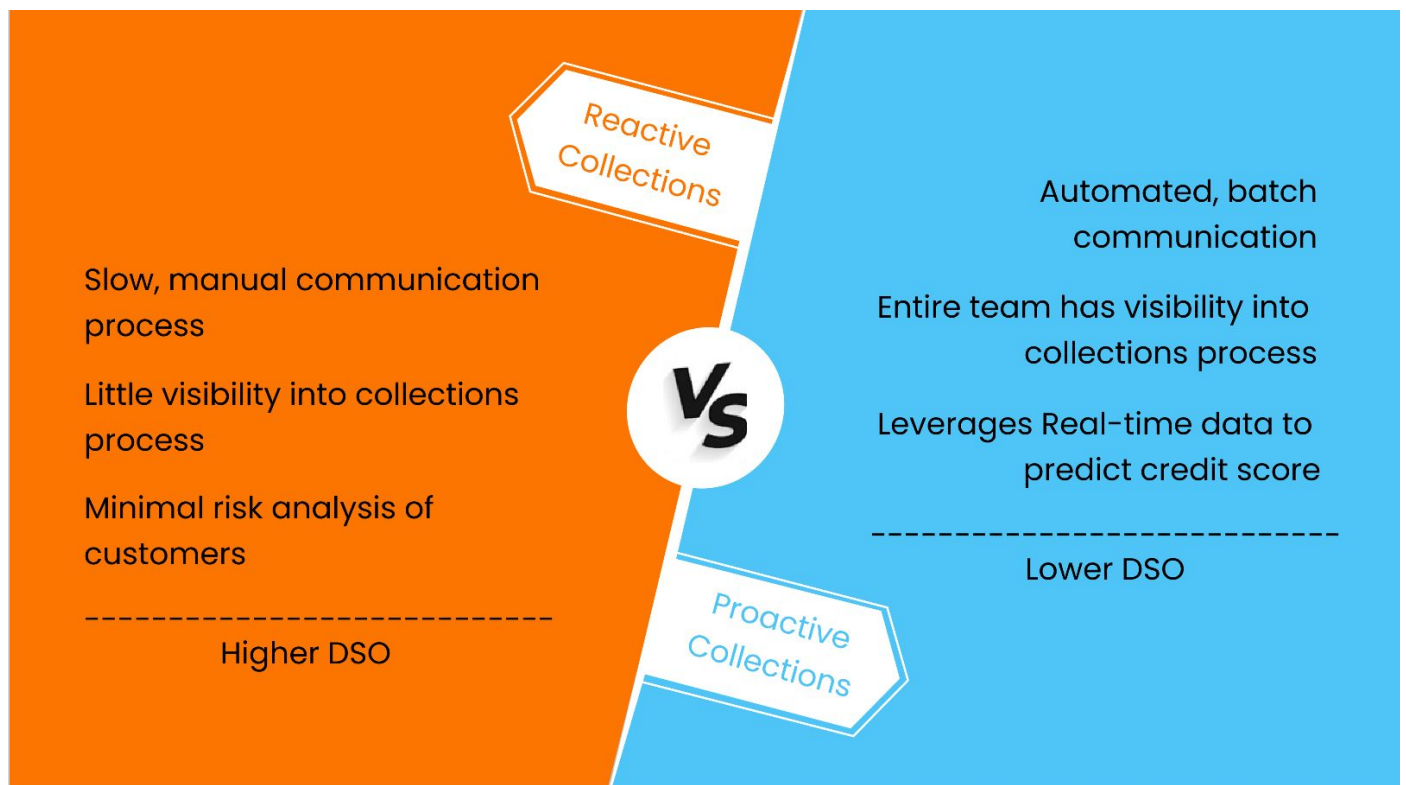 Reactive
Collections
Slow, manual communication
process
Little visibility into collections
process
Minimal risk analysis of
customers
----------------------------
Higher DSO
VS
Automated, batch
communication
Entire team has visibility into
collections process
Leverages Real-time data to
predict credit score
----------------------------
Lower DSO
Proactive
Collections